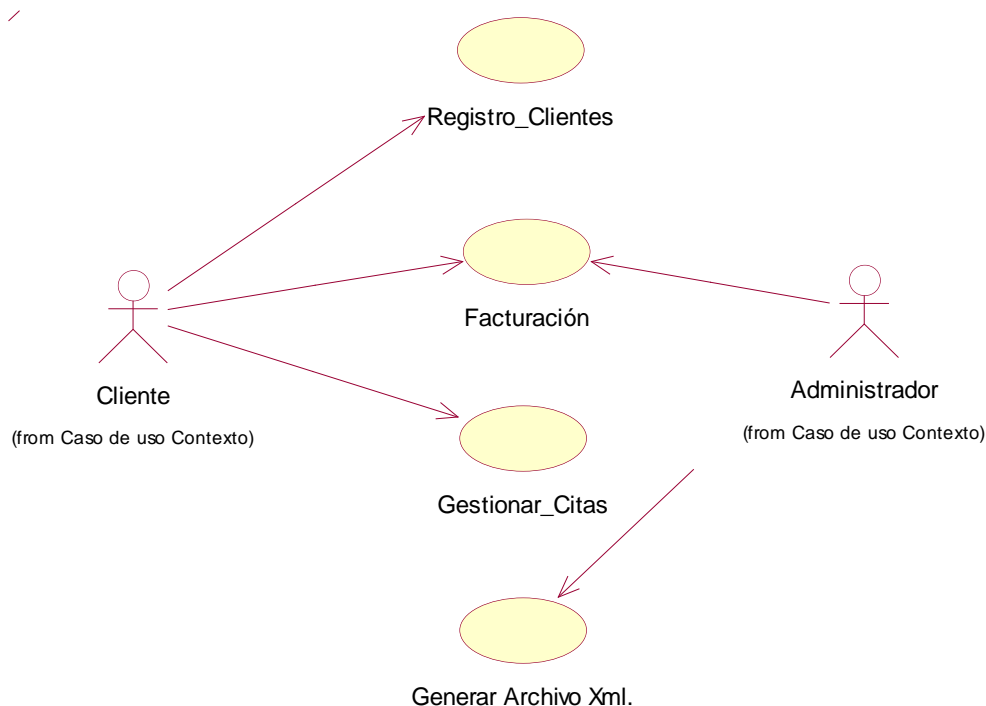 Registro_Clientes
Facturación
Cliente
(from Caso de uso Contexto)
Administrador
(from Caso de uso Contexto)
Gestionar_Citas
Generar Archivo Xml.